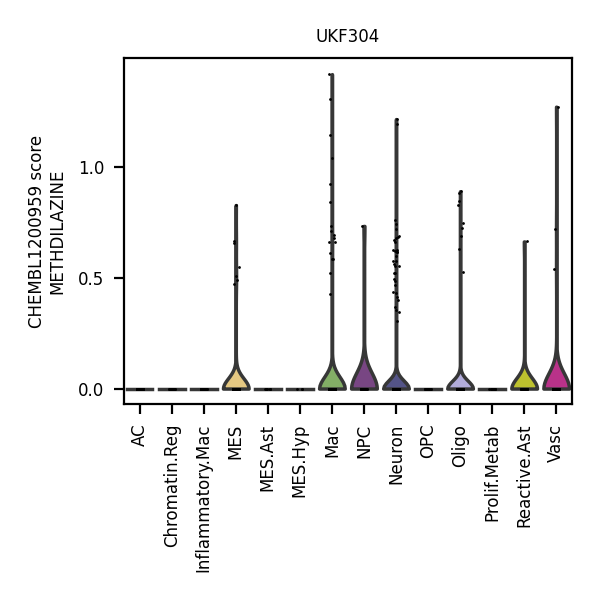 UKF304
CHEMBL1200959 score
METHDILAZINE
1.0
0.5
0.0
AC
Chromatin.Reg
Inflammatory.Mac
MES
MES.Ast
MES.Hyp
Mac
NPC
Neuron
OPC
Oligo
Prolif.Metab
Reactive.Ast
Vasc